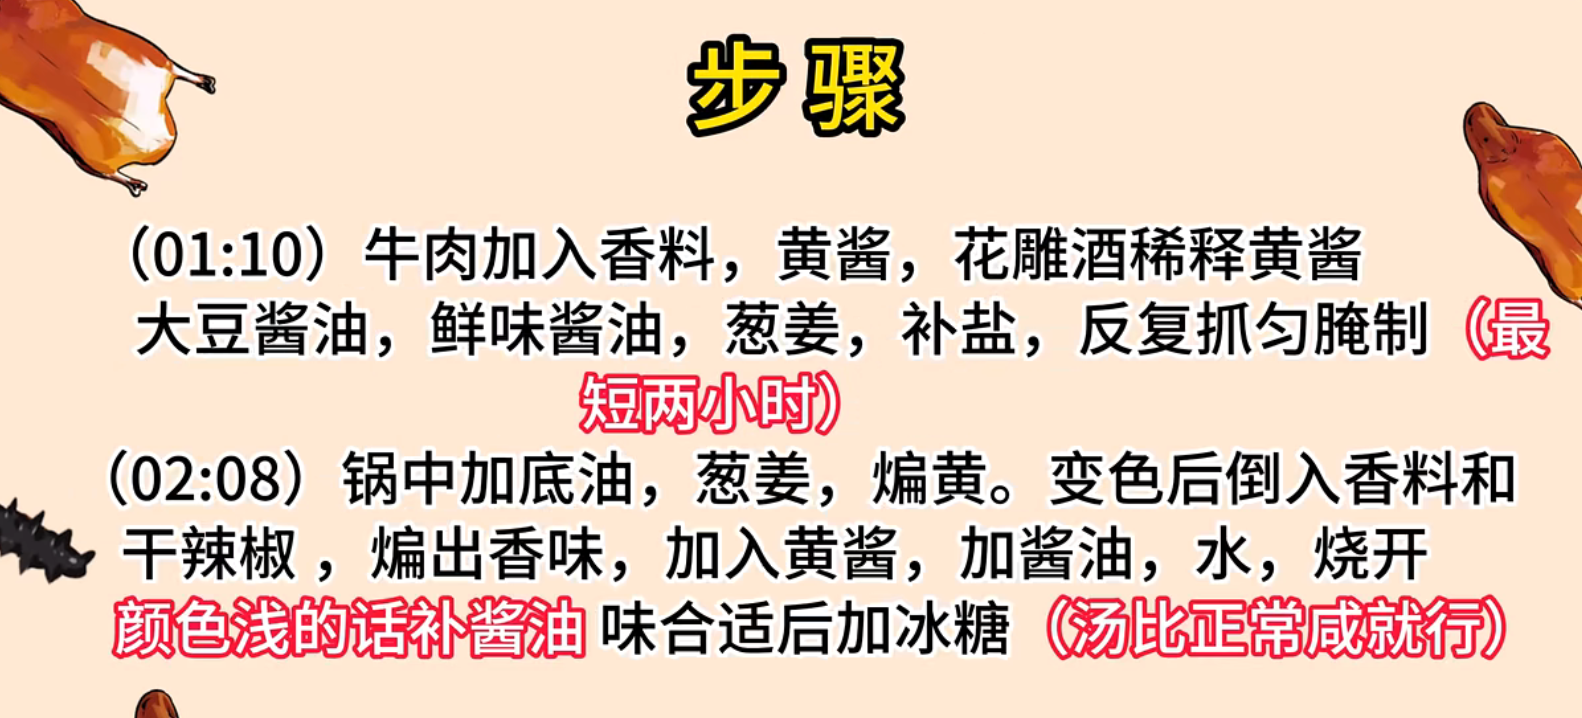 步骤
（01:10）牛肉加入香料，黄酱，花雕酒稀释黄酱
大豆酱油，鲜味酱油，葱姜，补盐，反复抓匀腌制（最
短两小时）
（02:08）锅中加底油，葱姜，煸黄。变色后倒入香料和
干辣椒 ，煸出香味，加入黄酱，加酱油，水，烧开
颜色浅的话补酱油 味合适后加冰糖（汤比正常咸就行）